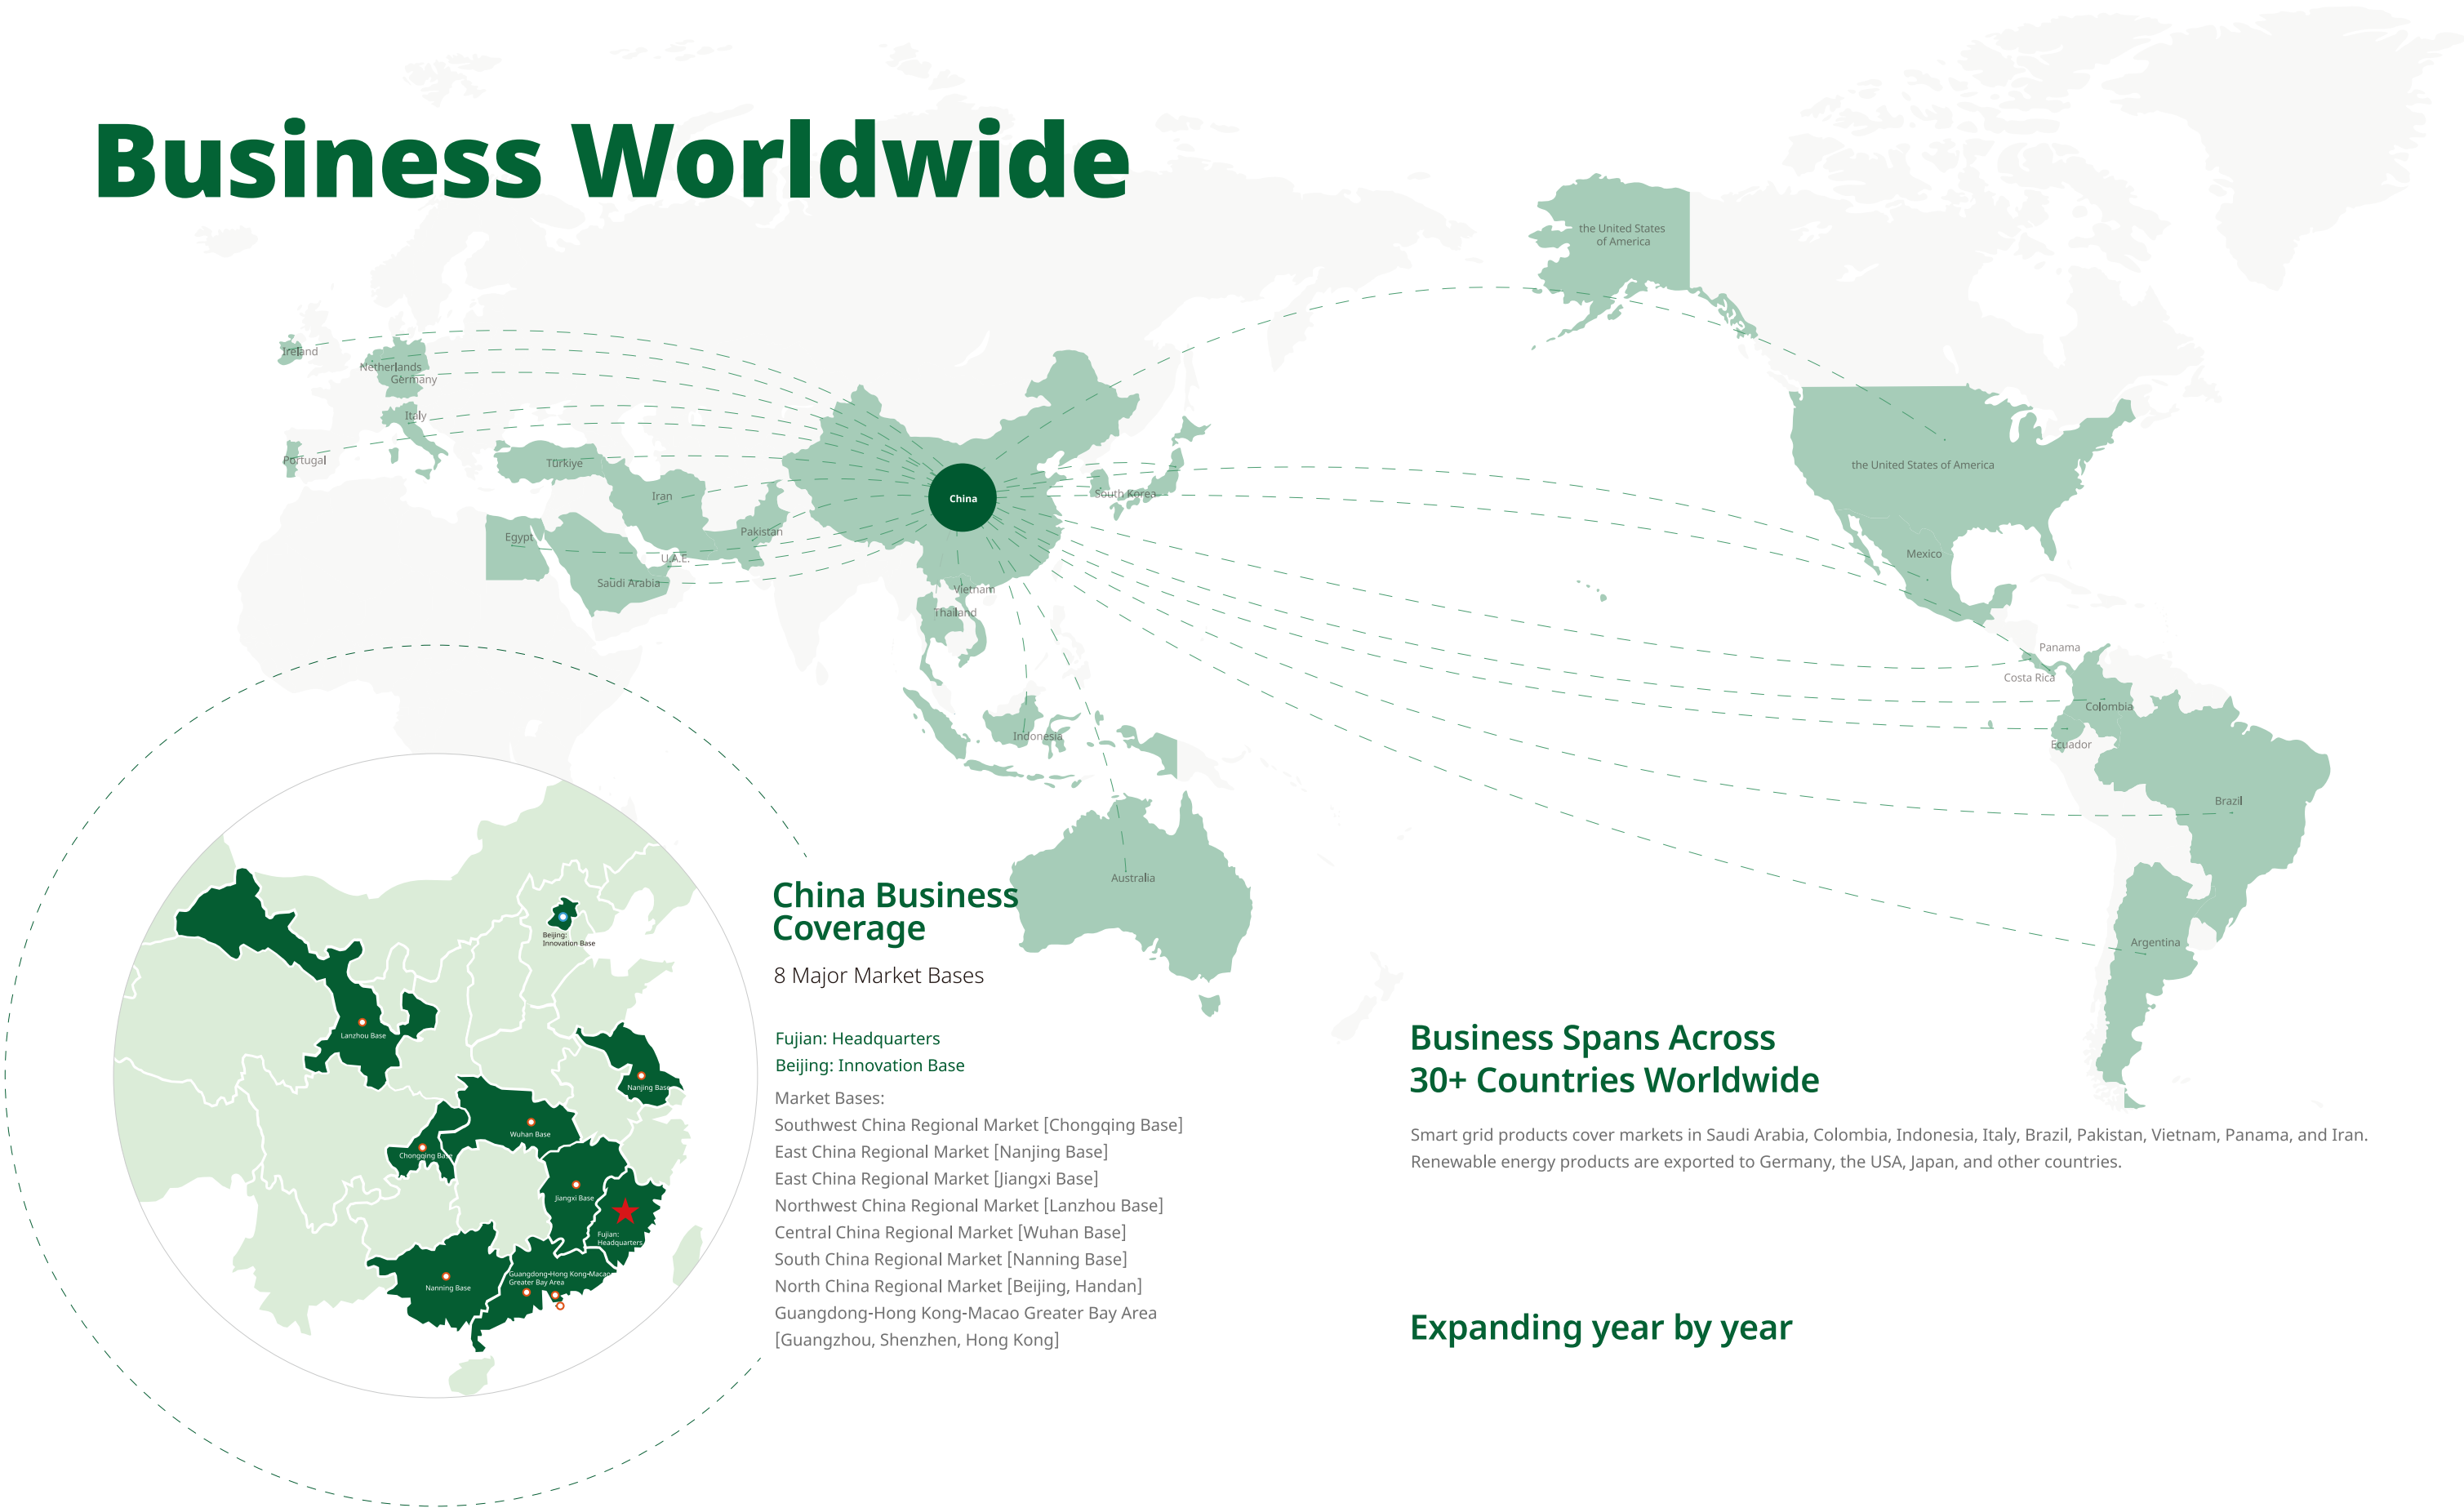 Business Worldwide
the United States
of America
Ireland
Netherlands
Germany
Italy
Portugal
Türkiye
Iran
China
South Korea
the United States of America
Egypt
Pakistan
U.A.E.
Saudi Arabia
Mexico
Vietnam
Thailand
Panama
Costa Rica
Colombia
Indonesia
Ecuador
Brazil
Australia
Argentina
Beijing:
Innovation Base
Lanzhou Base
Nanjing Base
Wuhan Base
Chongqing Base
Jiangxi Base
Fujian:
Headquarters
Guangdong-Hong Kong-Macao
Greater Bay Area
Nanning Base
China Business
Coverage
8 Major Market Bases
Fujian: Headquarters
Beijing: Innovation Base
Market Bases:
Southwest China Regional Market [Chongqing Base]
East China Regional Market [Nanjing Base]
East China Regional Market [Jiangxi Base]
Northwest China Regional Market [Lanzhou Base]
Central China Regional Market [Wuhan Base]
South China Regional Market [Nanning Base]
North China Regional Market [Beijing, Handan]
Guangdong-Hong Kong-Macao Greater Bay Area
[Guangzhou, Shenzhen, Hong Kong]
Business Spans Across
30+ Countries Worldwide
Smart grid products cover markets in Saudi Arabia, Colombia, Indonesia, Italy, Brazil, Pakistan, Vietnam, Panama, and Iran.
Renewable energy products are exported to Germany, the USA, Japan, and other countries.
Expanding year by year